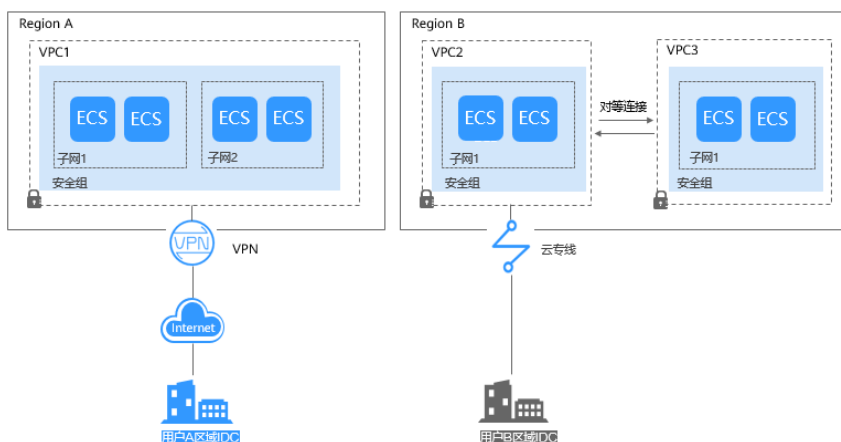 Region A
Region B
VPC1
VPC2
VPC3
ECS
ECS
ECS
ECS
ECS
ECS
ECS
ECS
对等连接
子网1
子网2
子网1
子网1
安全组
安全组
安全组
VPN
VPN
云专线
Internet
用户A区域IDC
用户B区域IDC